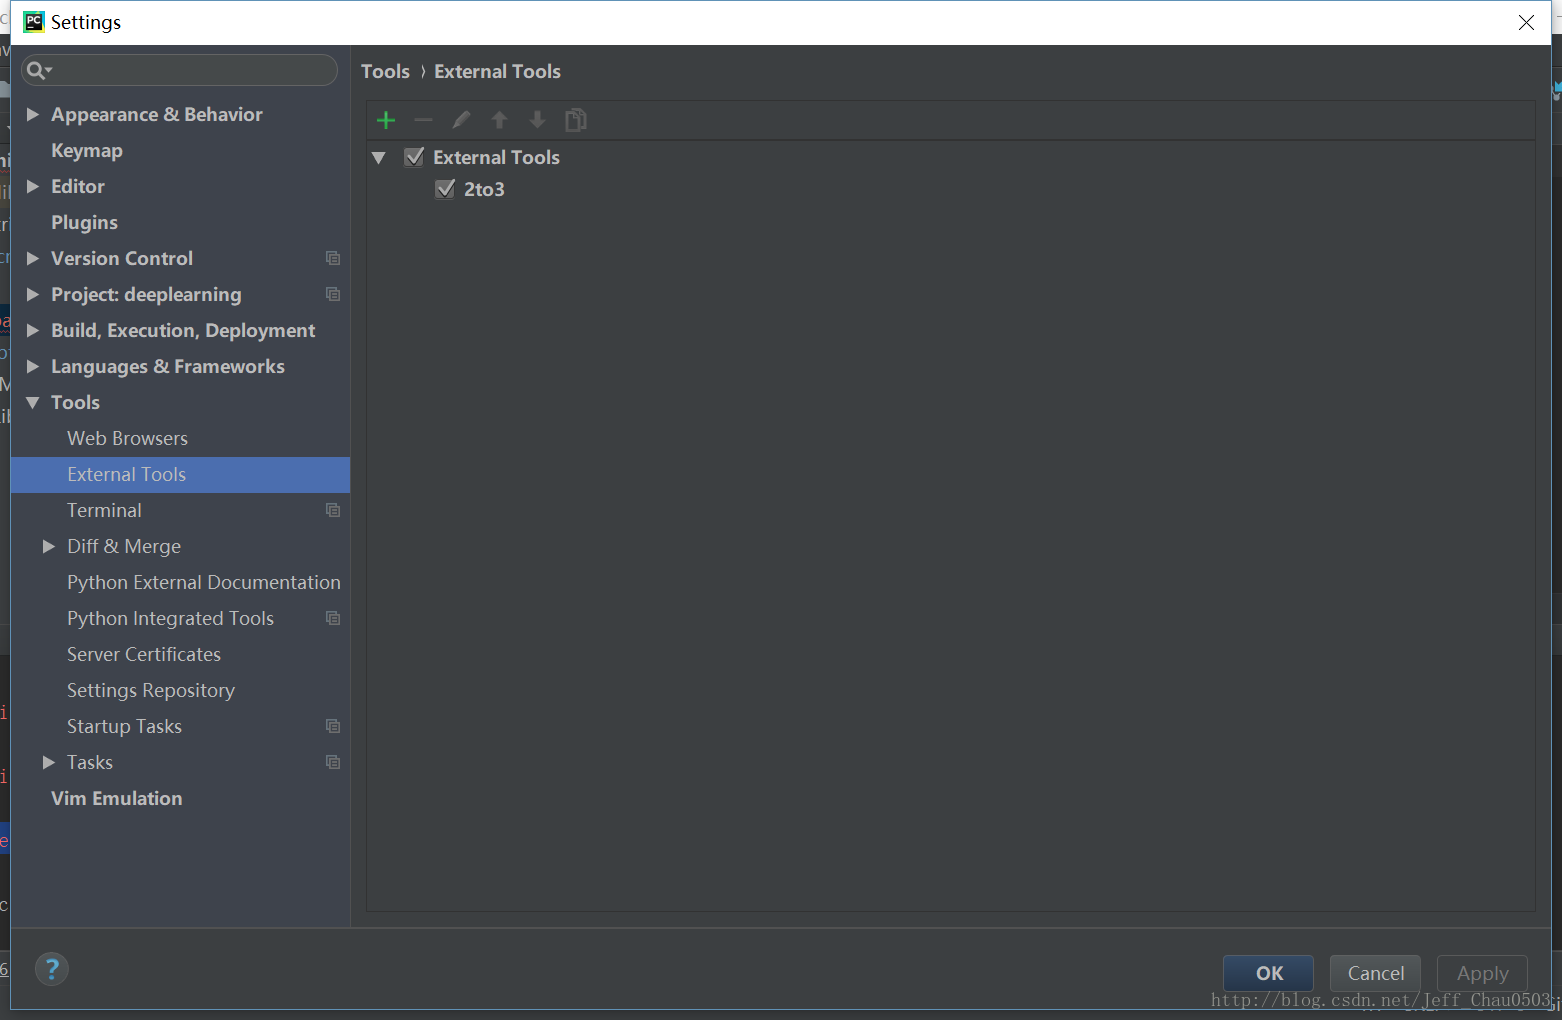 Settings
Tools › External Tools
Appearance & Behavior
Keymap
Editor
Plugins
Version Control
Project: deeplearning
Build, Execution, Deployment
Languages & Frameworks
Tools
Web Browsers
External Tools
Terminal
Diff & Merge
Python External Documentation
Python Integrated Tools
Server Certificates
Settings Repository
Startup Tasks
Tasks
Vim Emulation
External Tools
2to3
?
OK
Cancel
Apply
http://blog.csdn.net/Jeff_Chau0503